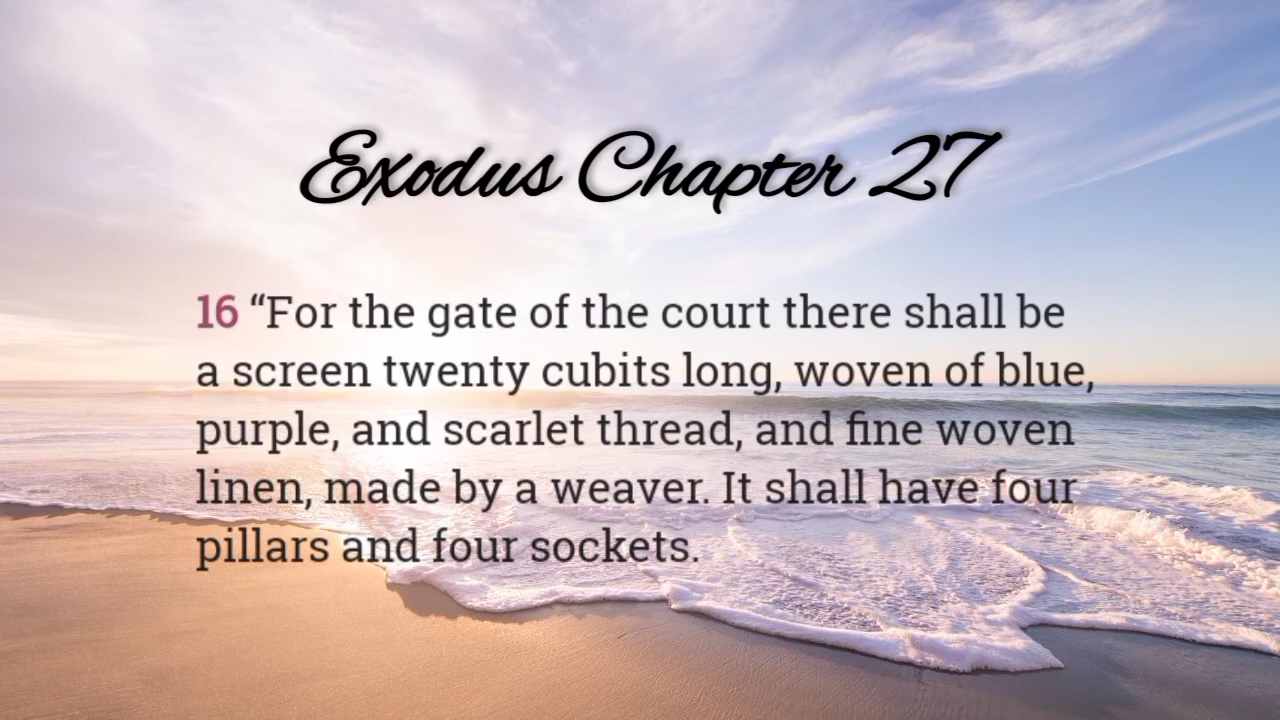 Exodus Chapter 27
16 “For the gate of the court there shall be
a screen twenty cubits long, woven of blue,
purple, and scarlet thread, and fine woven
linen, made by a weaver. It shall have four
pillars and four sockets.